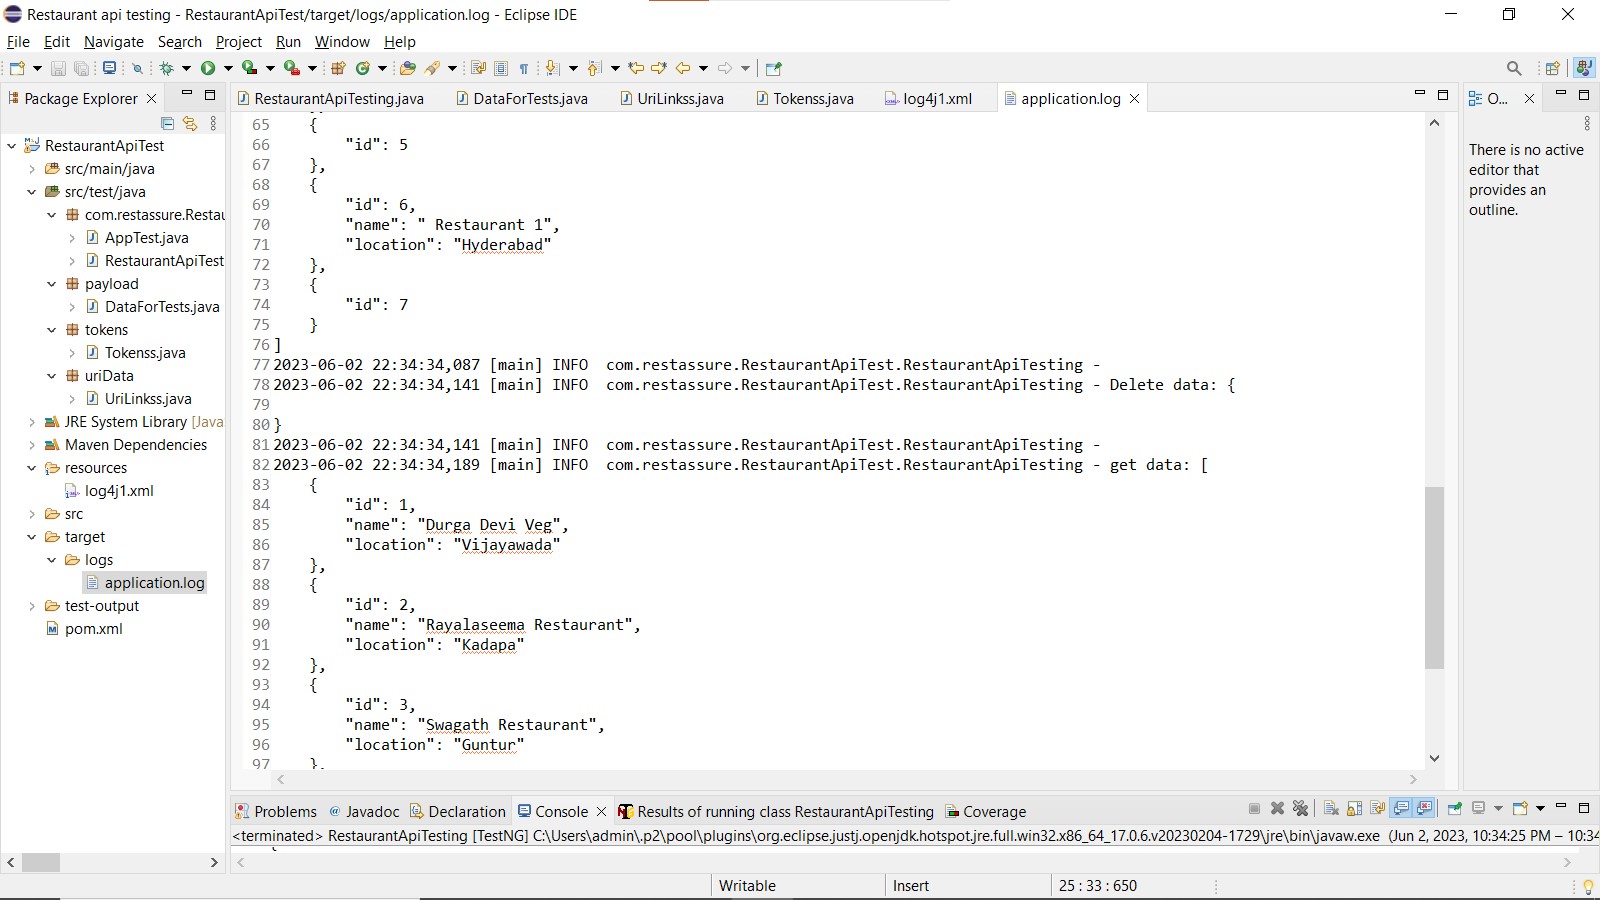 Restaurant api testing - RestaurantApiTest/target/logs/application.log - Eclipse IDE
File Edit Navigate Search Project Run Window Help
Package Explorer
RestaurantApiTest
src/main/java
src/test/java
com.restassure.Restau
AppTest.java
RestaurantApiTest
payload
DataForTests.java
tokens
Tokenss.java
uriData
UriLinkss.java
JRE System Library [Java
Maven Dependencies
resources
log4j1.xml
src
target
logs
application.log
test-output
pom.xml
RestaurantApiTesting.java DataForTests.java UriLinkss.java Tokenss.java log4j1.xml application.log
65 {
66 "id": 5
67 },
68 {
69 "id": 6,
70 "name": " Restaurant 1",
71 "location": "Hyderabad"
72 },
73 {
74 "id": 7
75 }
76 ]
77 2023-06-02 22:34:34,087 [main] INFO  com.restassure.RestaurantApiTest.RestaurantApiTesting -
78 2023-06-02 22:34:34,141 [main] INFO  com.restassure.RestaurantApiTest.RestaurantApiTesting - Delete data: {
79
80 }
81 2023-06-02 22:34:34,141 [main] INFO  com.restassure.RestaurantApiTest.RestaurantApiTesting -
82 2023-06-02 22:34:34,189 [main] INFO  com.restassure.RestaurantApiTest.RestaurantApiTesting - get data: [
83 {
84 "id": 1,
85 "name": "Durga Devi Veg",
86 "location": "Vijayawada"
87 },
88 {
89 "id": 2,
90 "name": "Rayalaseema Restaurant",
91 "location": "Kadapa"
92 },
93 {
94 "id": 3,
95 "name": "Swagath Restaurant",
96 "location": "Guntur"
97 },
O...
There is no active
editor that
provides an
outline.
Problems Javadoc Declaration Console Results of running class RestaurantApiTesting Coverage
<terminated> RestaurantApiTesting [TestNG] C:\Users\admin\.p2\pool\plugins\org.eclipse.justj.openjdk.hotspot.jre.full.win32.x86_64_17.0.6.v20230204-1729\jre\bin\javaw.exe (Jun 2, 2023, 10:34:25 PM – 10:34
Writable Insert 25 : 33 : 650